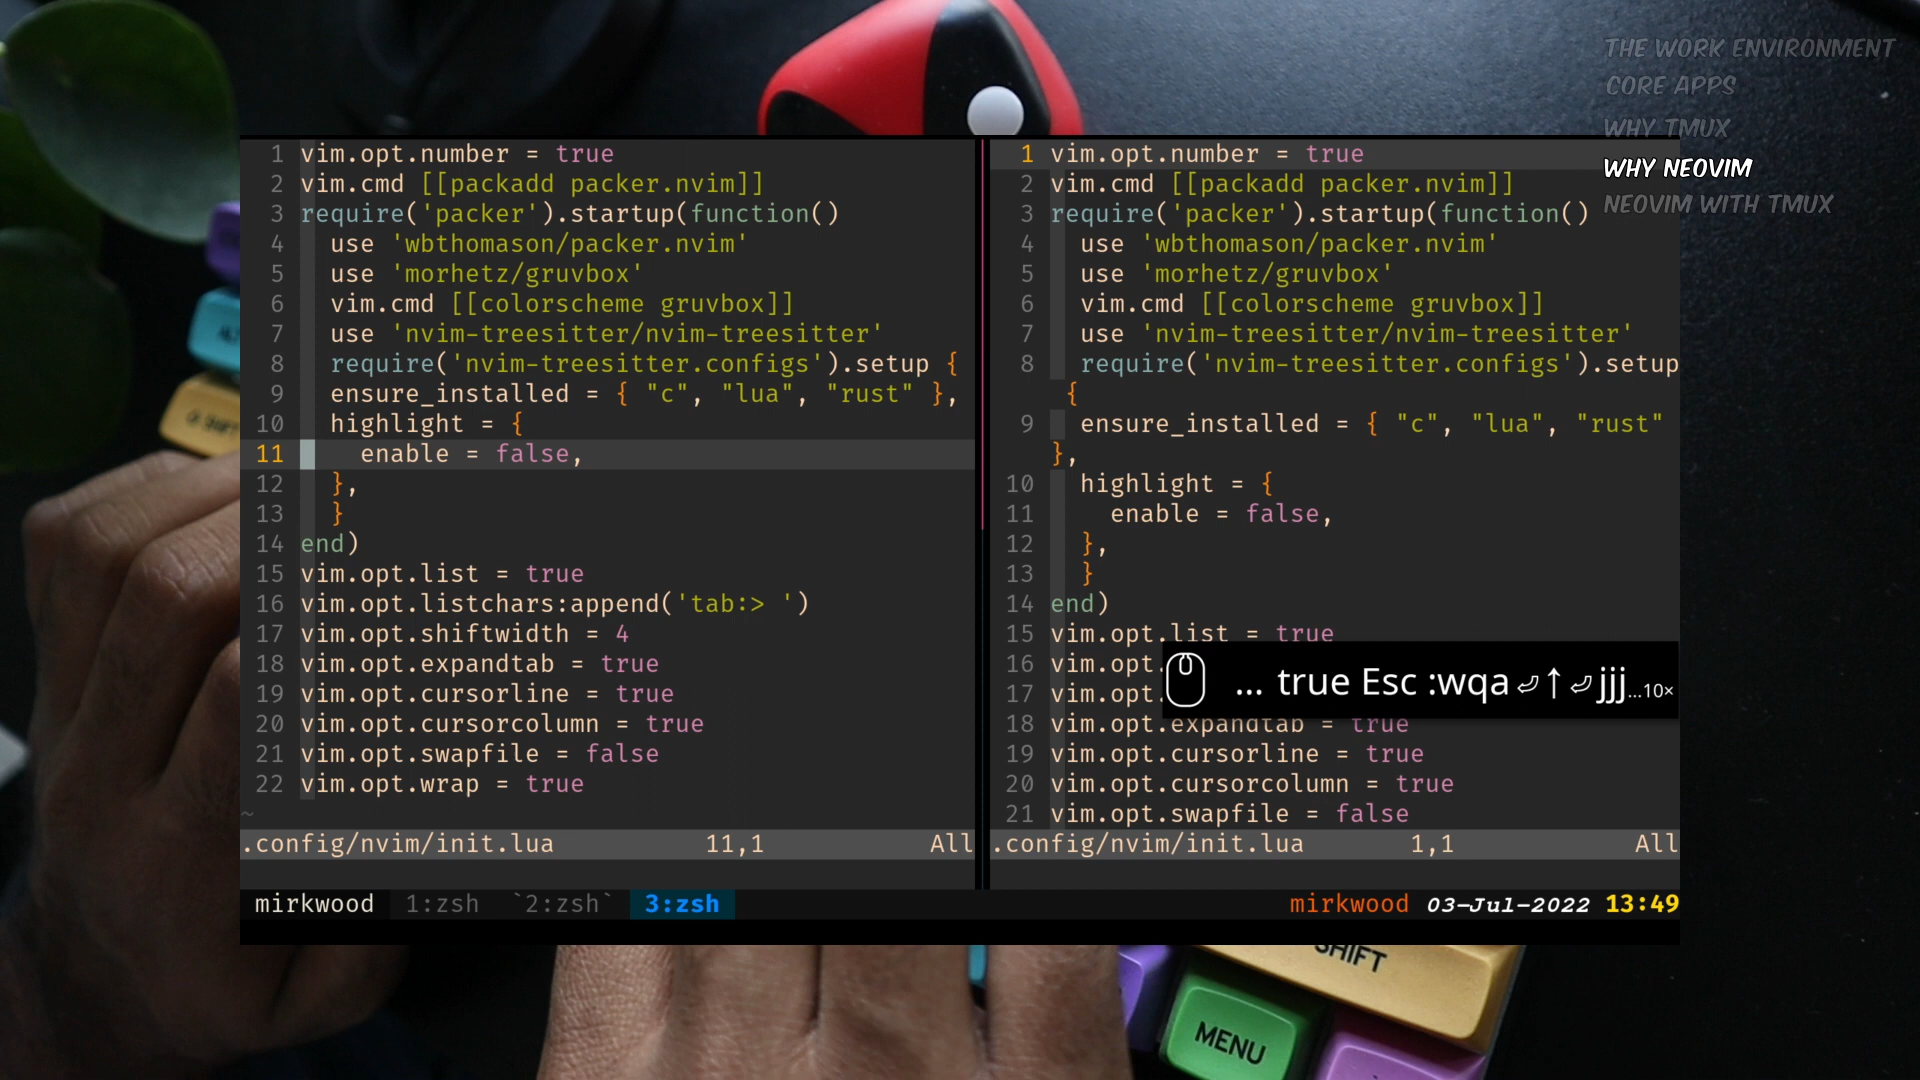 THE WORK ENVIRONMENT
CORE APPS
WHY TMUX
WHY NEOVIM
NEOVIM WITH TMUX
1 vim.opt.number = true
2 vim.cmd [[packadd packer.nvim]]
3 require('packer').startup(function()
4 use 'wbthomason/packer.nvim'
5 use 'morhetz/gruvbox'
6 vim.cmd [[colorscheme gruvbox]]
7 use 'nvim-treesitter/nvim-treesitter'
8 require('nvim-treesitter.configs').setup {
9 ensure_installed = { "c", "lua", "rust" },
10 highlight = {
11 enable = false,
12 },
13 }
14 end)
15 vim.opt.list = true
16 vim.opt.listchars:append('tab:> ')
17 vim.opt.shiftwidth = 4
18 vim.opt.expandtab = true
19 vim.opt.cursorline = true
20 vim.opt.cursorcolumn = true
21 vim.opt.swapfile = false
22 vim.opt.wrap = true
~
.config/nvim/init.lua 11,1 All
1 vim.opt.number = true
2 vim.cmd [[packadd packer.nvim]]
3 require('packer').startup(function()
4 use 'wbthomason/packer.nvim'
5 use 'morhetz/gruvbox'
6 vim.cmd [[colorscheme gruvbox]]
7 use 'nvim-treesitter/nvim-treesitter'
8 require('nvim-treesitter.configs').setup
{
9 ensure_installed = { "c", "lua", "rust"
},
10 highlight = {
11 enable = false,
12 },
13 }
14 end)
15 vim.opt.list = true
16 vim.opt.
17 vim.opt.
18 vim.opt.expandtab = true
19 vim.opt.cursorline = true
20 vim.opt.cursorcolumn = true
21 vim.opt.swapfile = false
.config/nvim/init.lua 1,1 All
... true Esc :wqa⏎↑⏎jjj...10×
mirkwood 1:zsh `2:zsh` 3:zsh mirkwood 03-Jul-2022 13:49
SHIFT
MENU